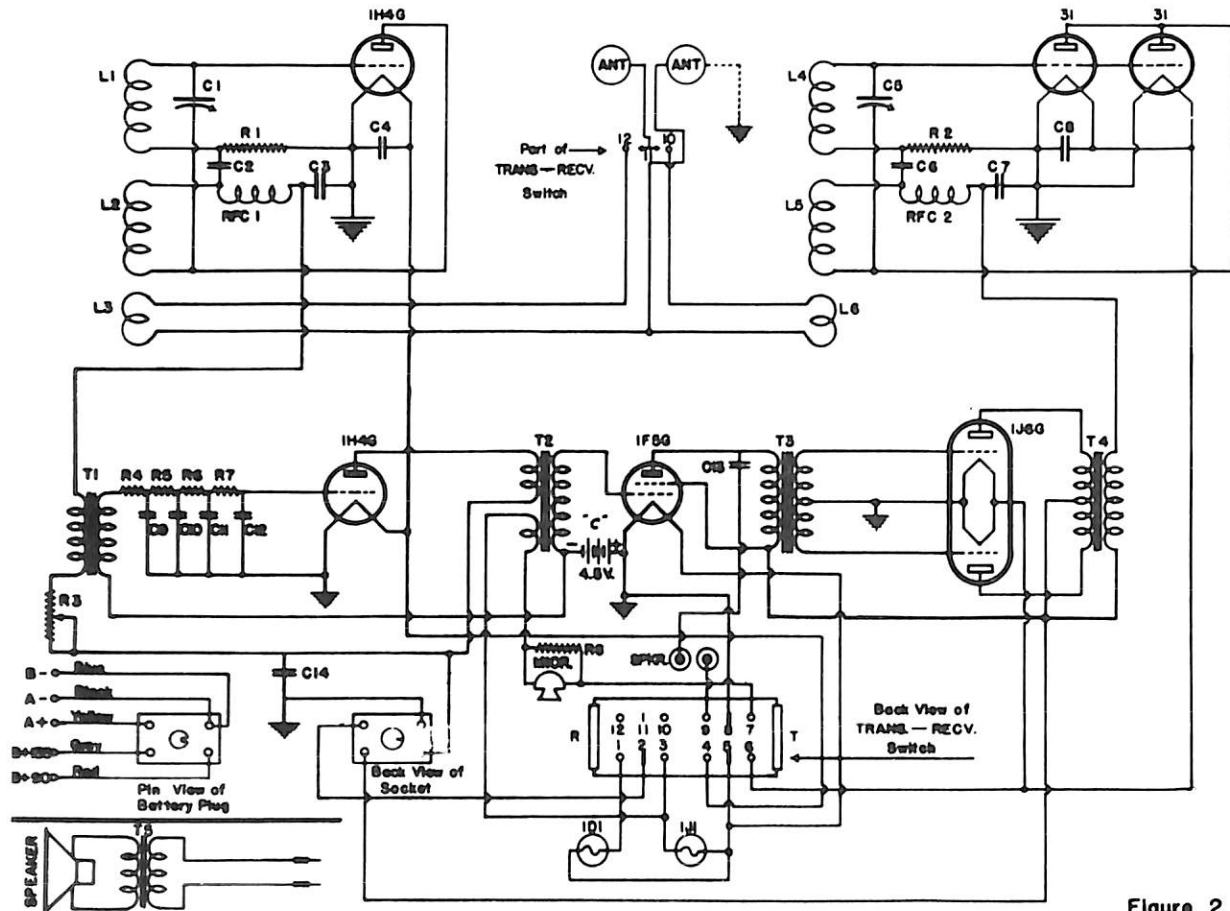 1H4G
31
31
L1
C1
ANT
ANT
L4
C5
R1
C4
12
10
R2
C8
C2
C3
Part of
TRANS-RECV.
Switch
C6
C7
L2
RFC 1
L5
RFC 2
L3
L6
T1
R4 R5 R6 R7
1H4G
T2
1F5G
C13
T3
1J6G
T4
C9 C10 C11 C12
"C"
4.5V.
R3
B-
Blue
C14
R8
MICR.
SPKR.
A-
Black
A+
Yellow
B+135
Grey
B+90
Red
Pin View of
Battery Plug
Back View of
Socket
R
12 11 10 9 8 7
1 2 3 4 5 6
T
Back View of
TRANS.-RECV.
Switch
1D1
1J1
T5
SPEAKER
Figure 2